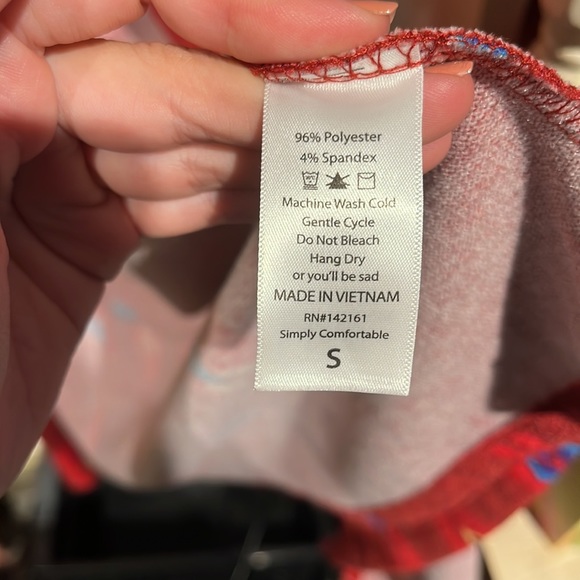 96% Polyester
4% Spandex
Machine Wash Cold
Gentle Cycle
Do Not Bleach
Hang Dry
or you'll be sad
MADE IN VIETNAM
RN#142161
Simply Comfortable
S